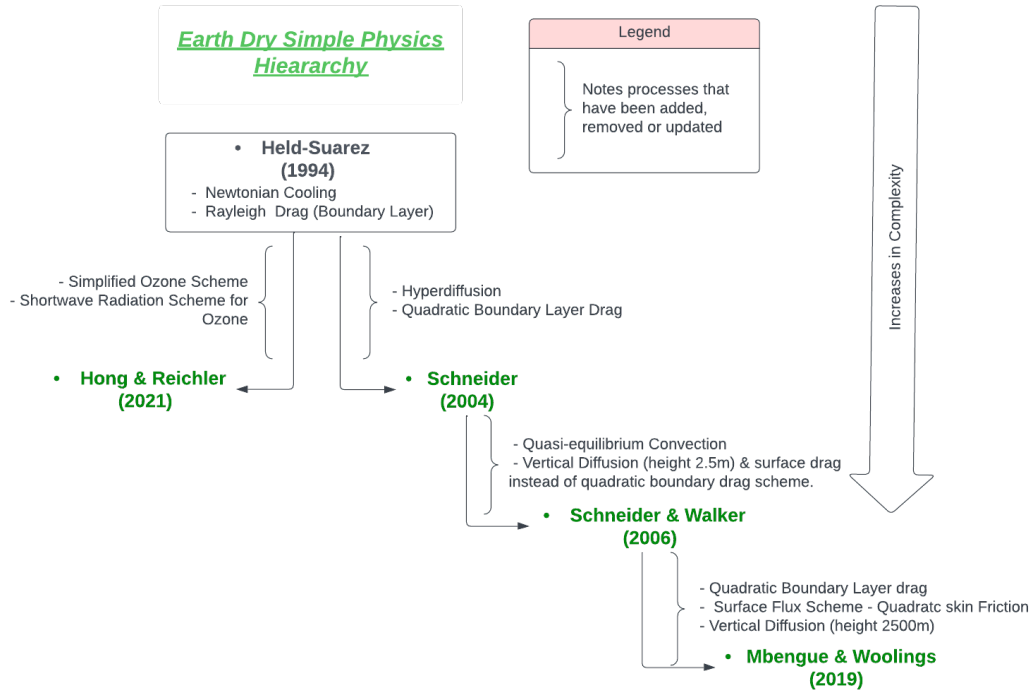 Earth Dry Simple Physics
Hieararchy
Legend
Notes processes that
have been added,
removed or updated
Increases in Complexity
• Held-Suarez
(1994)
- Newtonian Cooling
- Rayleigh Drag (Boundary Layer)
- Simplified Ozone Scheme
- Shortwave Radiation Scheme for
Ozone
- Hyperdiffusion
- Quadratic Boundary Layer Drag
• Hong & Reichler
(2021)
• Schneider
(2004)
- Quasi-equilibrium Convection
- Vertical Diffusion (height 2.5m) & surface drag
instead of quadratic boundary drag scheme.
• Schneider & Walker
(2006)
- Quadratic Boundary Layer drag
- Surface Flux Scheme - Quadratc skin Friction
- Vertical Diffusion (height 2500m)
• Mbengue & Woolings
(2019)